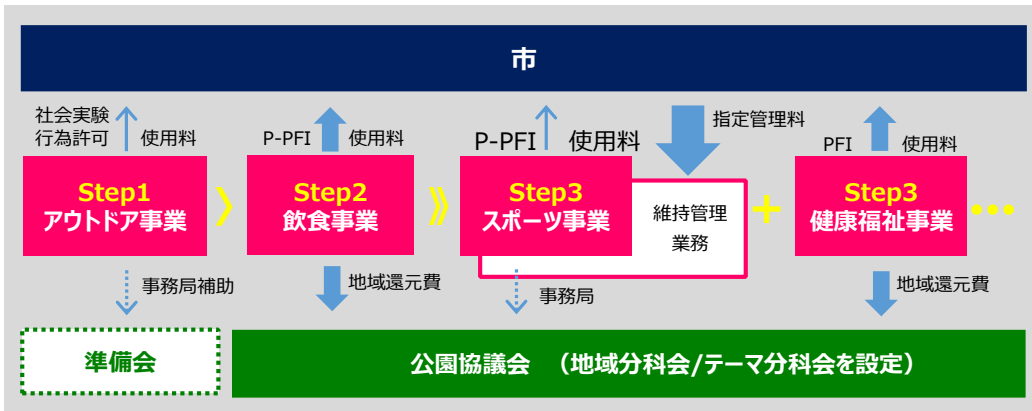 市
社会実験
行為許可
使用料
P-PFI
使用料
P-PFI
使用料
指定管理料
PFI
使用料
Step1
アウトドア事業
Step2
飲食事業
Step3
スポーツ事業
維持管理
業務
+
Step3
健康福祉事業
•••
事務局補助
地域還元費
事務局
地域還元費
準備会
公園協議会 （地域分科会/テーマ分科会を設定）